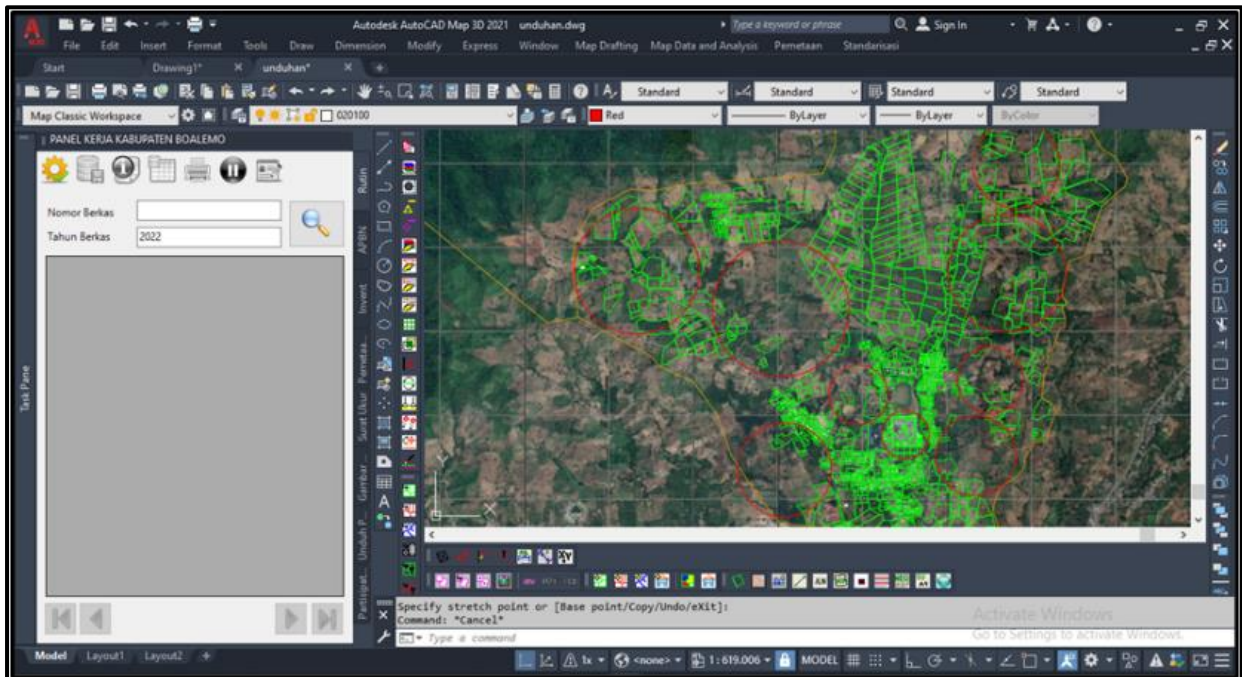 Autodesk AutoCAD Map 3D 2021 unduhan.dwg
Type a keyword or phrase
Sign In
File Edit Insert Format Tools Draw Dimension Modify Express Window Map Drafting Map Data and Analysis Pemetaan Standarisasi
Start Drawing1* unduhan*
Standard Standard Standard Standard
Map Classic Workspace 020100 Red ByLayer ByLayer ByColor
PANEL KERJA KABUPATEN BOALEMO
Nomor Berkas
Tahun Berkas 2022
Task Pane
Rutin
APBN
Invent
Pemetaa...
Surat Ukur
Gambar ...
Unduh P...
Partisipat...
Specify stretch point or [Base point/Copy/Undo/eXit]:
Command: *Cancel*
Type a command
Activate Windows
Go to Settings to activate Windows.
Model Layout1 Layout2 +
1x <none> 1:619.006 MODEL